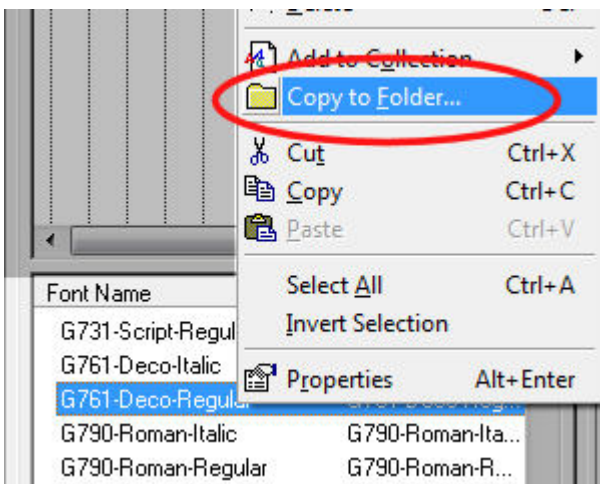 Add to Collection
Copy to Folder...
Cut Ctrl+X
Copy Ctrl+C
Paste Ctrl+V
Select All Ctrl+A
Invert Selection
Properties Alt+Enter
Font Name
G731-Script-Regul
G761-Deco-Italic
G761-Deco-Regular
G790-Roman-Italic G790-Roman-Ita...
G790-Roman-Regular G790-Roman-R...